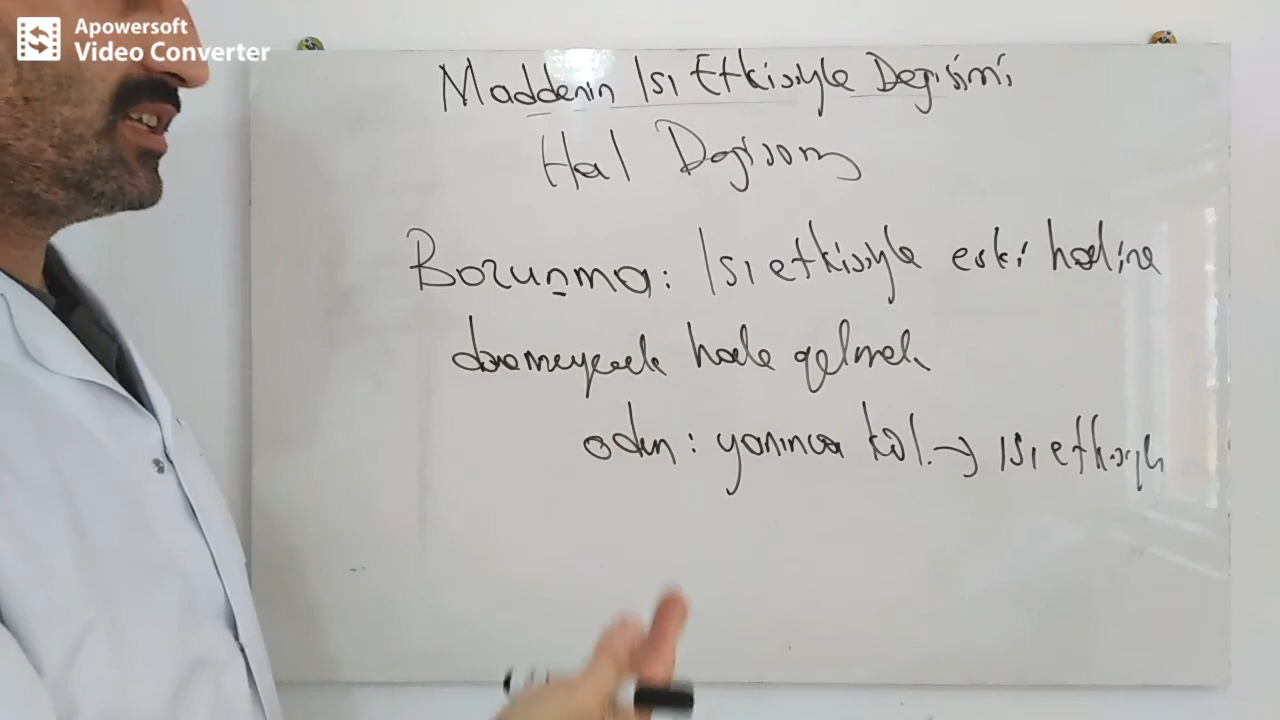 Apowersoft
Video Converter
Maddenin Isı Etkisiyle Değişimi
Hal Değişimi
Bozunma: Isı etkisiyle eski haline
dönemeyecek hale gelmek
odun: yanınca kül. → ısı etkisiyle